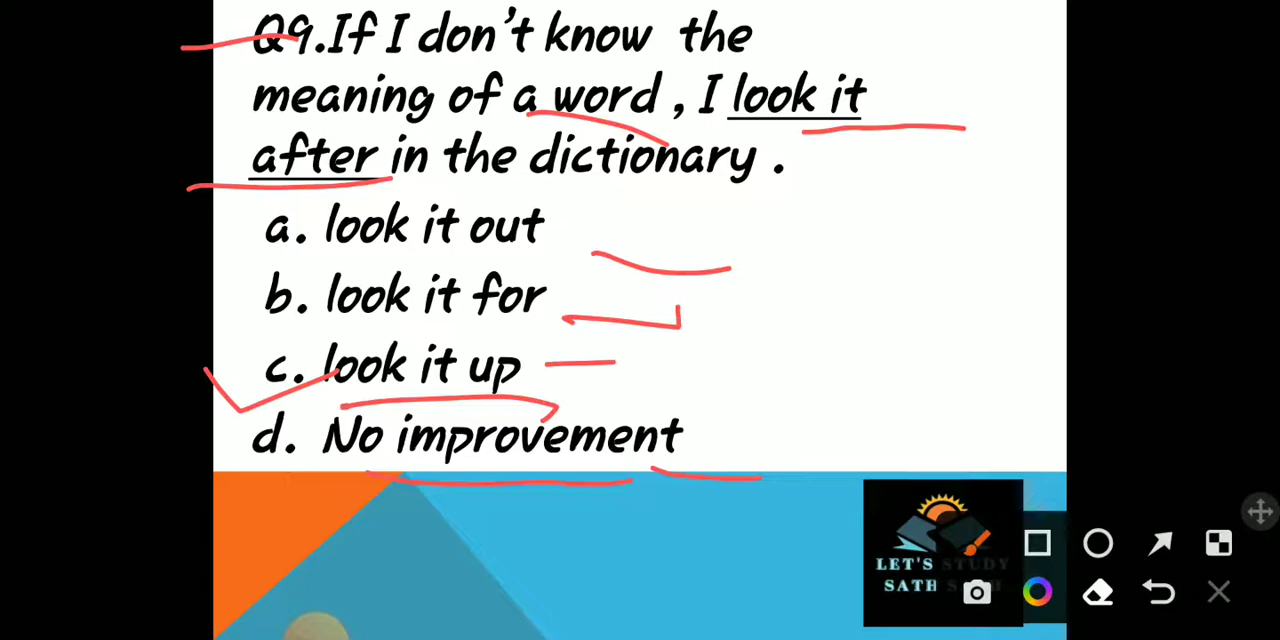 Q9.If I don't know the
meaning of a word , I look it
after in the dictionary .
a. look it out
b. look it for
c. look it up
d. No improvement
LET'S STUDY
SATH